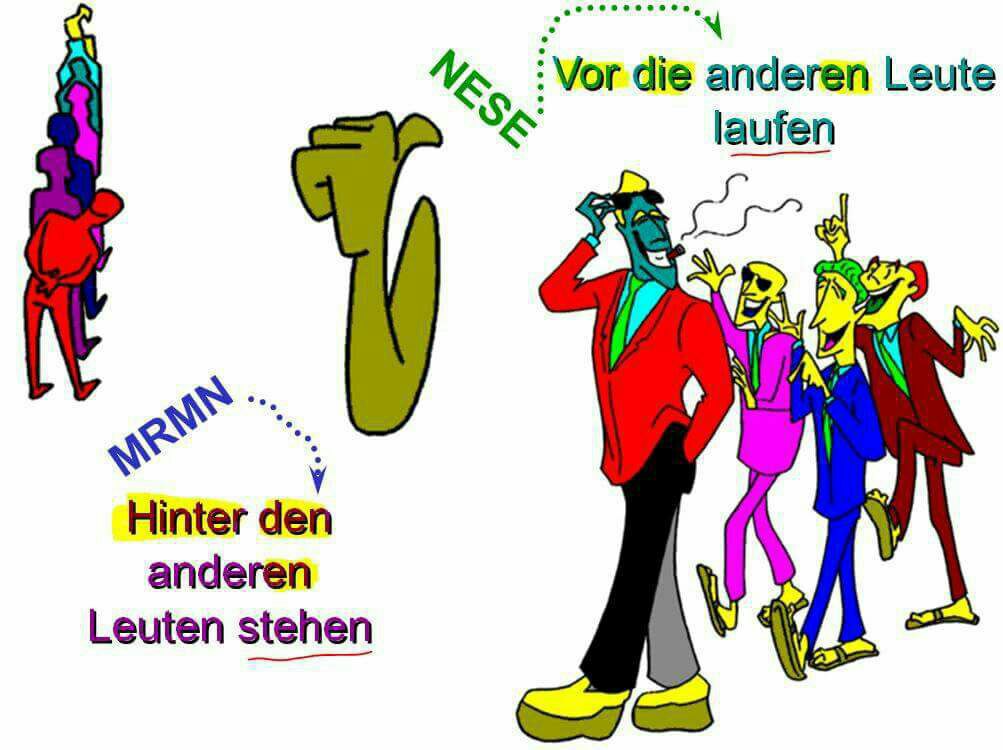 NESE
Vor die anderen Leute
laufen
MRMN
Hinter den
anderen
Leuten stehen